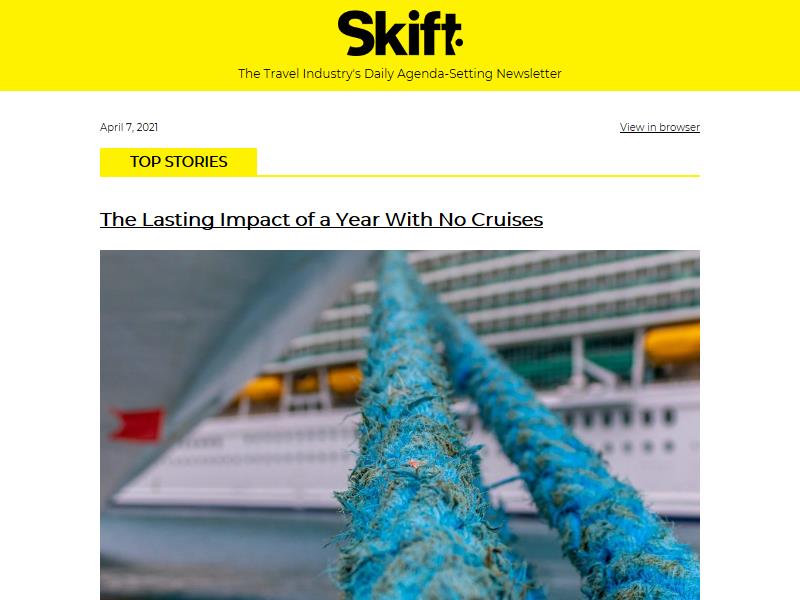 Skift
The Travel Industry's Daily Agenda-Setting Newsletter
April 7, 2021
View in browser
TOP STORIES
The Lasting Impact of a Year With No Cruises